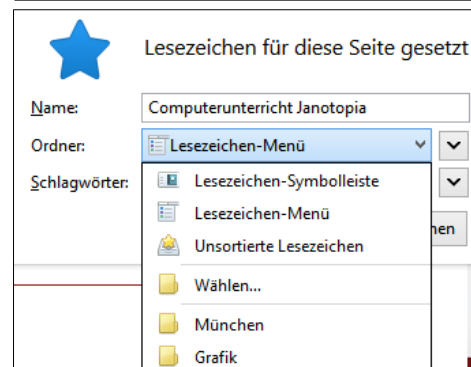 Lesezeichen für diese Seite gesetzt
Name: Computerunterricht Janotopia
Ordner: Lesezeichen-Menü
Schlagwörter: Lesezeichen-Symbolleiste
Lesezeichen-Menü
Unsortierte Lesezeichen
Wählen...
München
Grafik